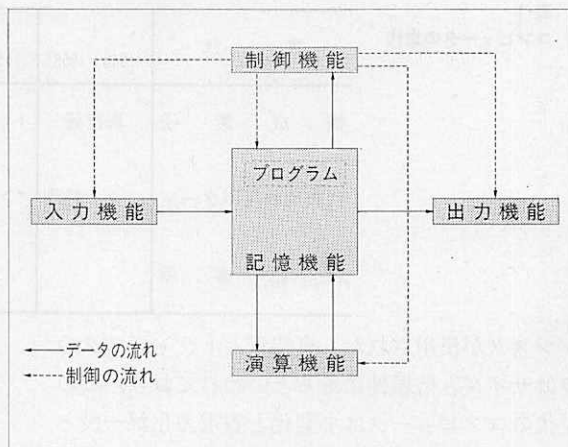 制御機能
プログラム
入力機能
出力機能
記憶機能
演算機能
データの流れ
制御の流れ